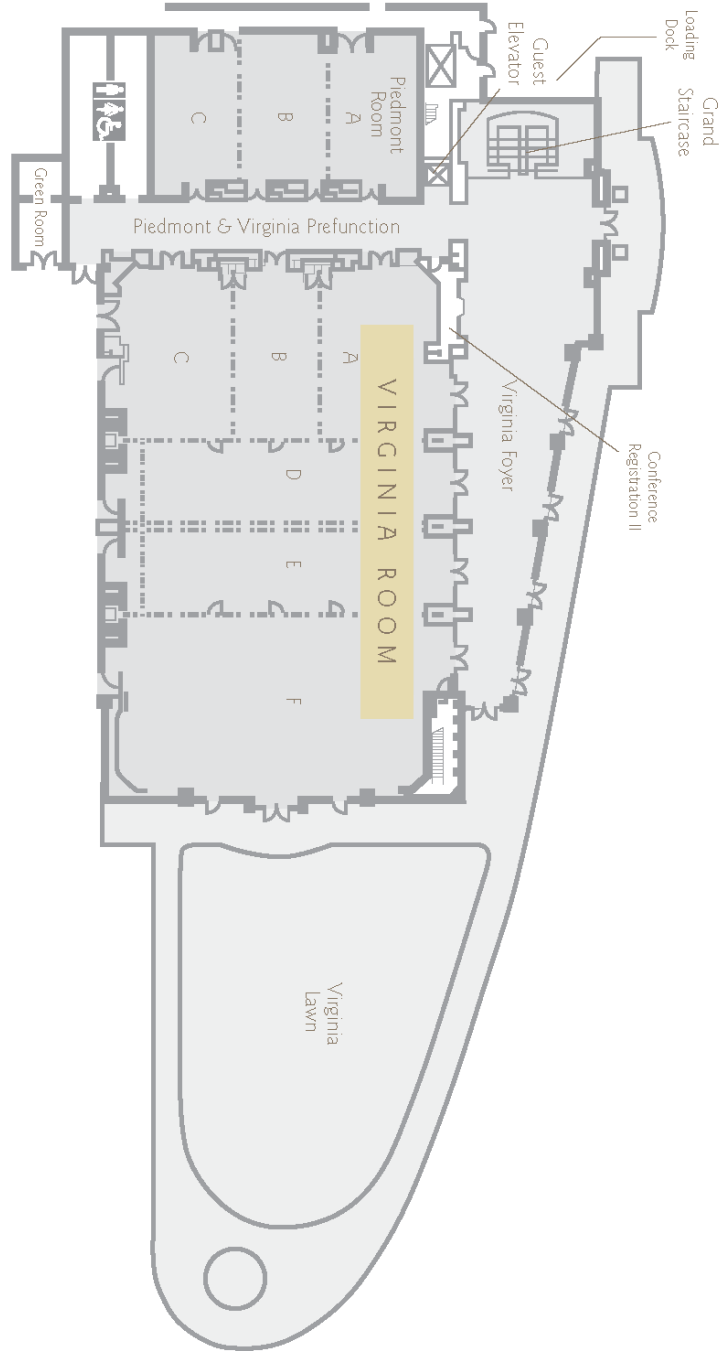 Loading
Dock
Grand
Staircase
Guest
Elevator
Piedmont
Room
A
B
C
Green Room
Piedmont & Virginia Prefunction
Conference
Registration II
Virginia Foyer
VIRGINIA ROOM
A
B
C
D
E
F
Virginia
Lawn